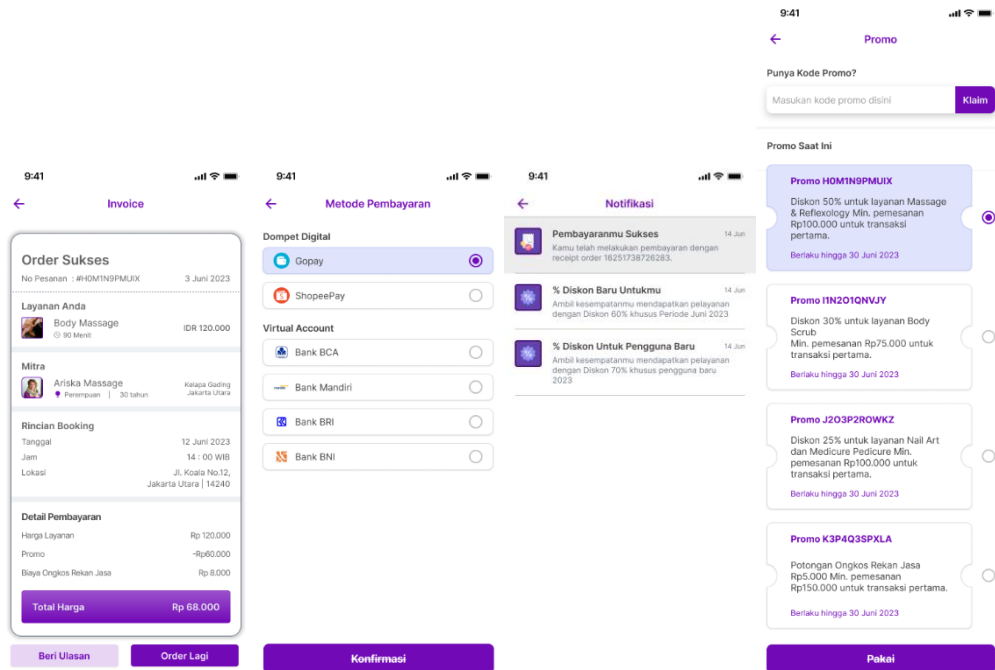 9:41
Invoice
Order Sukses
No Pesanan : #H0M1N9PMUIX 3 Juni 2023
Layanan Anda
Body Massage
90 Menit
IDR 120.000
Mitra
Ariska Massage
Perempuan | 30 tahun
Kelapa Gading
Jakarta Utara
Rincian Booking
Tanggal 12 Juni 2023
Jam 14 : 00 WIB
Lokasi Jl. Koala No.12,
Jakarta Utara | 14240
Detail Pembayaran
Harga Layanan Rp 120.000
Promo -Rp60.000
Biaya Ongkos Rekan Jasa Rp 8.000
Total Harga Rp 68.000
Beri Ulasan Order Lagi
9:41
Metode Pembayaran
Dompet Digital
Gopay
ShopeePay
Virtual Account
Bank BCA
Bank Mandiri
Bank BRI
Bank BNI
Konfirmasi
9:41
Notifikasi
Pembayaranmu Sukses 14 Jun
Kamu telah melakukan pembayaran dengan
receipt order 16251738726283.
% Diskon Baru Untukmu 14 Jun
Ambil kesempatanmu mendapatkan pelayanan
dengan Diskon 60% khusus Periode Juni 2023
% Diskon Untuk Pengguna Baru 14 Jun
Ambil kesempatanmu mendapatkan pelayanan
dengan Diskon 70% khusus pengguna baru
2023
9:41
Promo
Punya Kode Promo?
Masukan kode promo disini Klaim
Promo Saat Ini
Promo H0M1N9PMUIX
Diskon 50% untuk layanan Massage
& Reflexology Min. pemesanan
Rp100.000 untuk transaksi
pertama.
Berlaku hingga 30 Juni 2023
Promo I1N2O1QNVJY
Diskon 30% untuk layanan Body
Scrub
Min. pemesanan Rp75.000 untuk
transaksi pertama.
Berlaku hingga 30 Juni 2023
Promo J2O3P2ROWKZ
Diskon 25% untuk layanan Nail Art
dan Medicure Pedicure Min.
pemesanan Rp100.000 untuk
transaksi pertama.
Berlaku hingga 30 Juni 2023
Promo K3P4Q3SPXLA
Potongan Ongkos Rekan Jasa
Rp5.000 Min. pemesanan
Rp150.000 untuk transaksi pertama.
Berlaku hingga 30 Juni 2023
Pakai